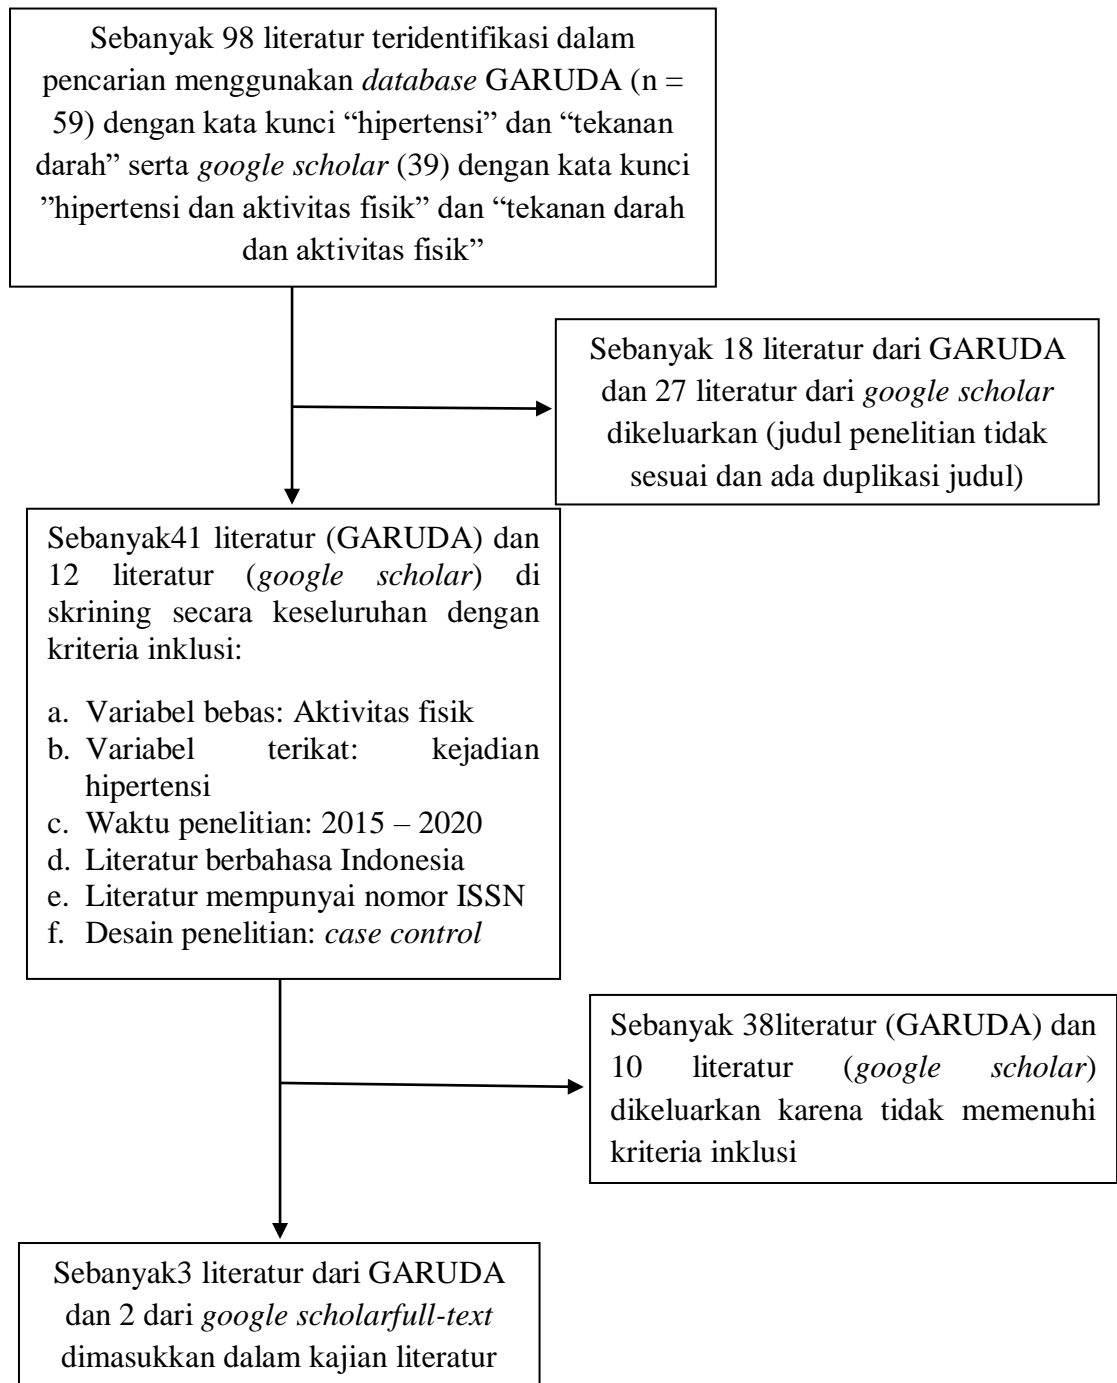 Sebanyak 98 literatur teridentifikasi dalam
pencarian menggunakan database GARUDA (n =
59) dengan kata kunci “hipertensi” dan “tekanan
darah” serta google scholar (39) dengan kata kunci
”hipertensi dan aktivitas fisik” dan “tekanan darah
dan aktivitas fisik”
Sebanyak 18 literatur dari GARUDA
dan 27 literatur dari google scholar
dikeluarkan (judul penelitian tidak
sesuai dan ada duplikasi judul)
Sebanyak41 literatur (GARUDA) dan
12 literatur (google scholar) di
skrining secara keseluruhan dengan
kriteria inklusi:
a. Variabel bebas: Aktivitas fisik
b. Variabel terikat: kejadian
hipertensi
c. Waktu penelitian: 2015 – 2020
d. Literatur berbahasa Indonesia
e. Literatur mempunyai nomor ISSN
f. Desain penelitian: case control
Sebanyak 38literatur (GARUDA) dan
10 literatur (google scholar)
dikeluarkan karena tidak memenuhi
kriteria inklusi
Sebanyak3 literatur dari GARUDA
dan 2 dari google scholarfull-text
dimasukkan dalam kajian literatur